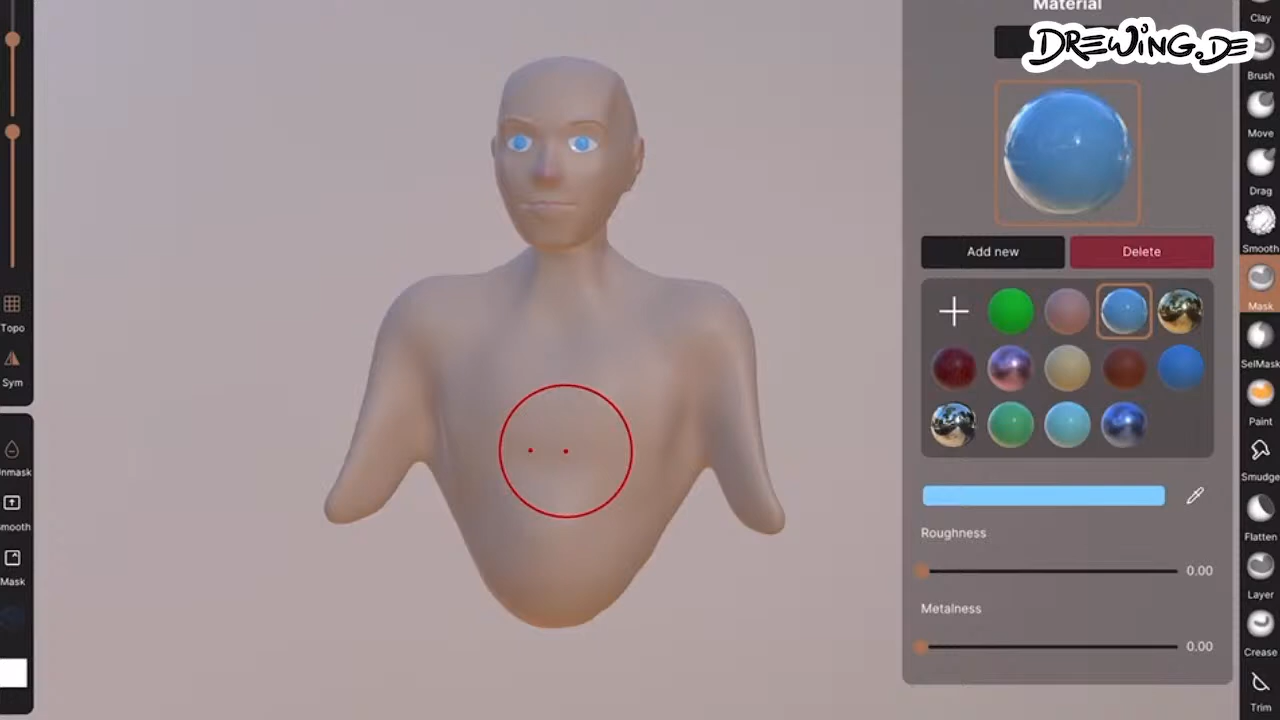 Material
DREWING.DE
Add new
Delete
Roughness
0.00
Metalness
0.00
Topo
Sym
nmask
mooth
Mask
Clay
Brush
Move
Drag
Smooth
Mask
SelMask
Paint
Smudge
Flatten
Layer
Crease
Trim